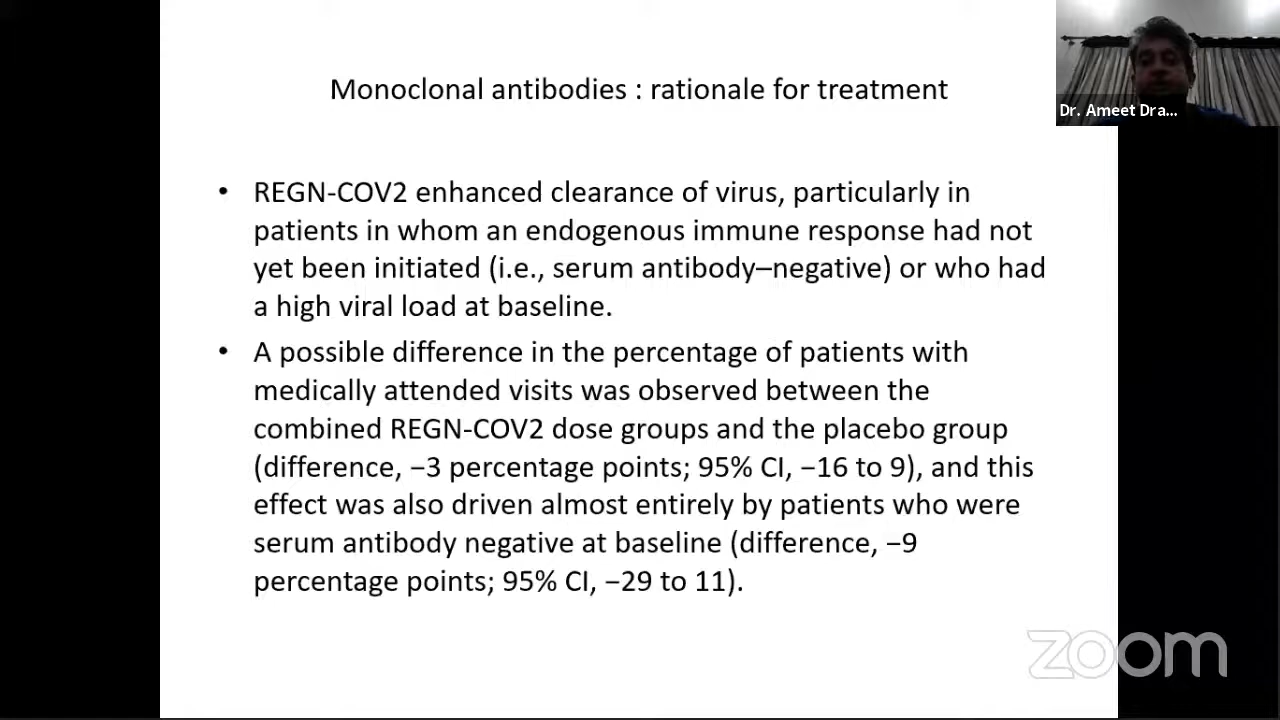 Monoclonal antibodies : rationale for treatment
Dr. Ameet Dra...
• REGN-COV2 enhanced clearance of virus, particularly in
patients in whom an endogenous immune response had not
yet been initiated (i.e., serum antibody–negative) or who had
a high viral load at baseline.
• A possible difference in the percentage of patients with
medically attended visits was observed between the
combined REGN-COV2 dose groups and the placebo group
(difference, −3 percentage points; 95% CI, −16 to 9), and this
effect was also driven almost entirely by patients who were
serum antibody negative at baseline (difference, −9
percentage points; 95% CI, −29 to 11).
zoom